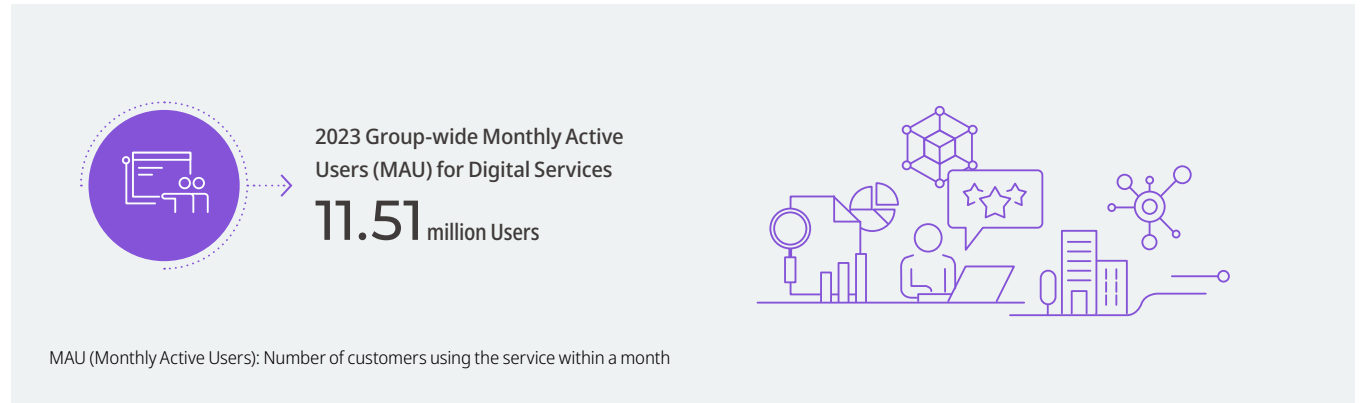 2023 Group-wide Monthly Active
Users (MAU) for Digital Services
11.51 million Users
MAU (Monthly Active Users): Number of customers using the service within a month